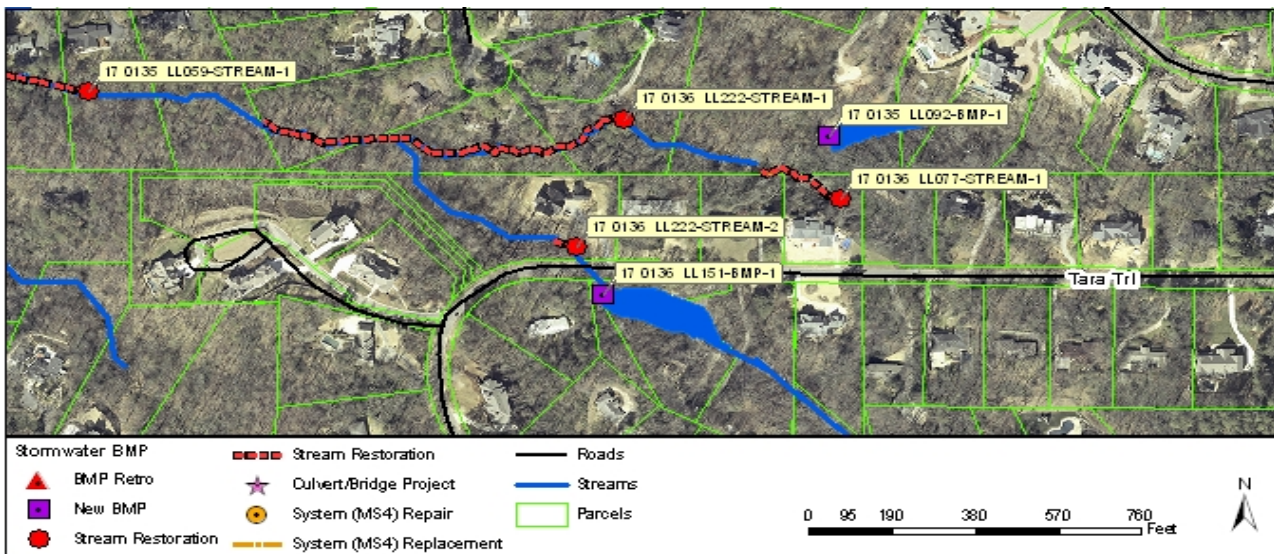 17 0135 LL059-STREAM-1
17 0136 LL222-STREAM-1
17 0135 LL092-BMP-1
17 0136 LL077-STREAM-1
17 0136 LL222-STREAM-2
17 0136 LL151-BMP-1
Tara Trl
Stormwater BMP
BMP Retro
New BMP
Stream Restoration
Stream Restoration
Culvert/Bridge Project
System (MS4) Repair
System (MS4) Replacement
Roads
Streams
Parcels
0 95 190 380 570 760
Feet
N